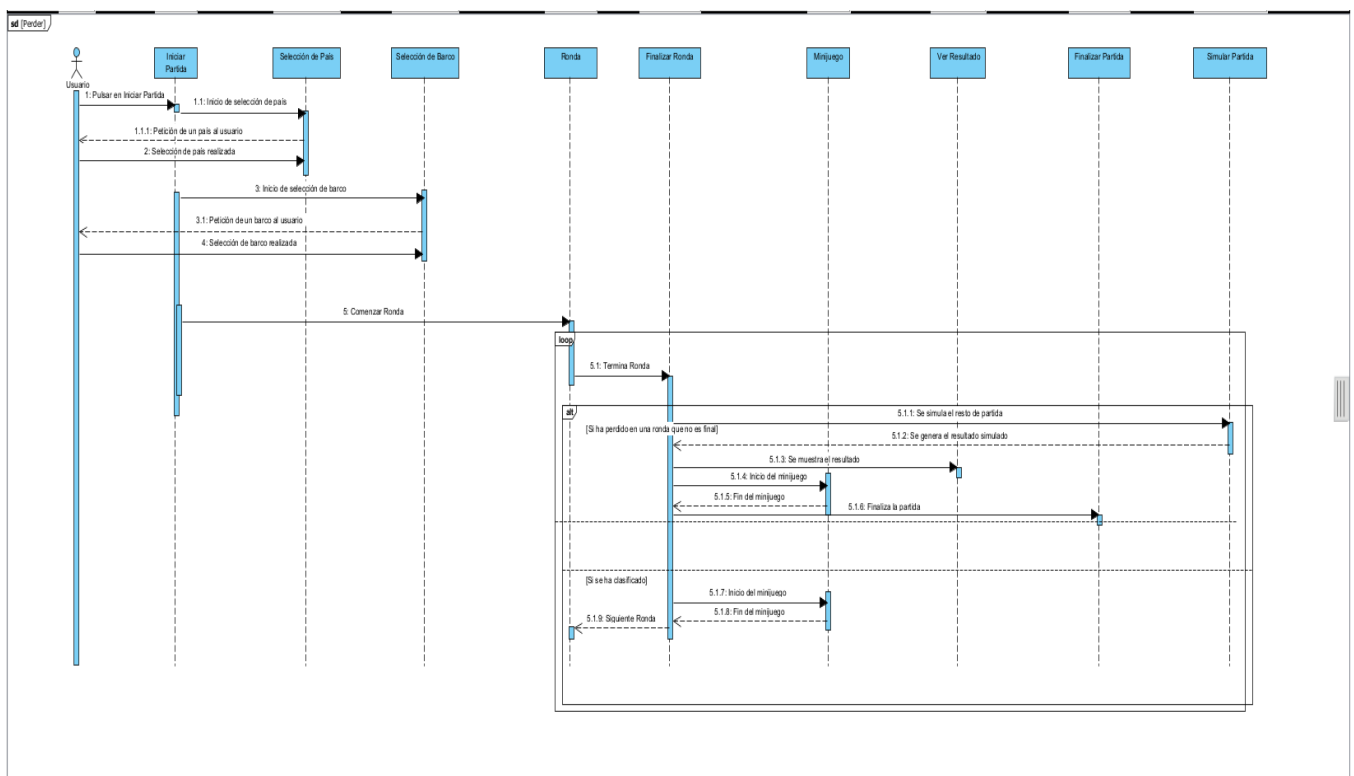 sd [Perder]
Usuario
Iniciar
Partida
Selección de País
Selección de Barco
Ronda
Finalizar Ronda
Minijuego
Ver Resultado
Finalizar Partida
Simular Partida
1: Pulsar en Iniciar Partida
1.1: Inicio de selección de país
1.1.1: Petición de un país al usuario
2: Selección de país realizada
3: Inicio de selección de barco
3.1: Petición de un barco al usuario
4: Selección de barco realizada
5: Comenzar Ronda
loop
5.1: Termina Ronda
alt
[Si ha perdido en una ronda que no es final]
5.1.1: Se simula el resto de partida
5.1.2: Se genera el resultado simulado
5.1.3: Se muestra el resultado
5.1.4: Inicio del minijuego
5.1.5: Fin del minijuego
5.1.6: Finaliza la partida
[Si se ha clasificado]
5.1.7: Inicio del minijuego
5.1.8: Fin del minijuego
5.1.9: Siguiente Ronda